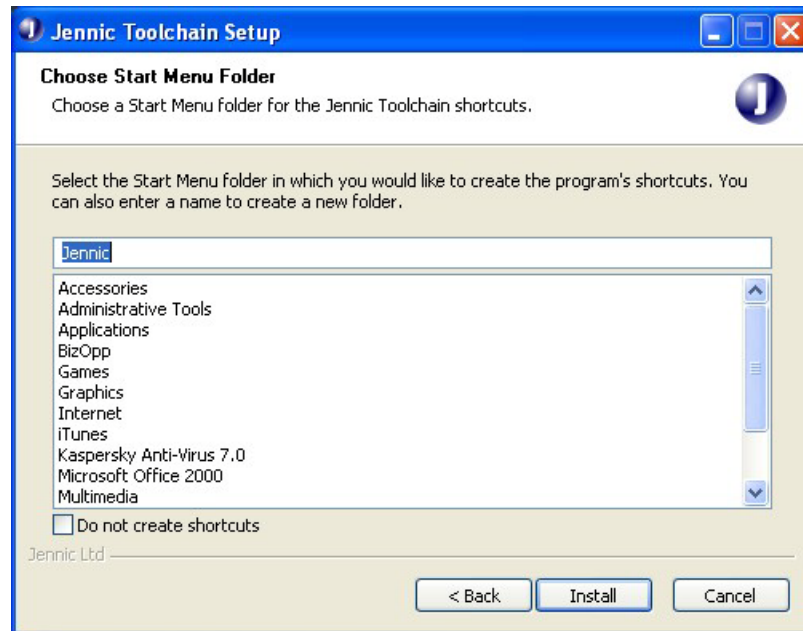 Jennic Toolchain Setup
Choose Start Menu Folder
Choose a Start Menu folder for the Jennic Toolchain shortcuts.
J
Select the Start Menu folder in which you would like to create the program's shortcuts. You
can also enter a name to create a new folder.
Jennic
Accessories
Administrative Tools
Applications
BizOpp
Games
Graphics
Internet
iTunes
Kaspersky Anti-Virus 7.0
Microsoft Office 2000
Multimedia
Do not create shortcuts
Jennic Ltd
< Back
Install
Cancel